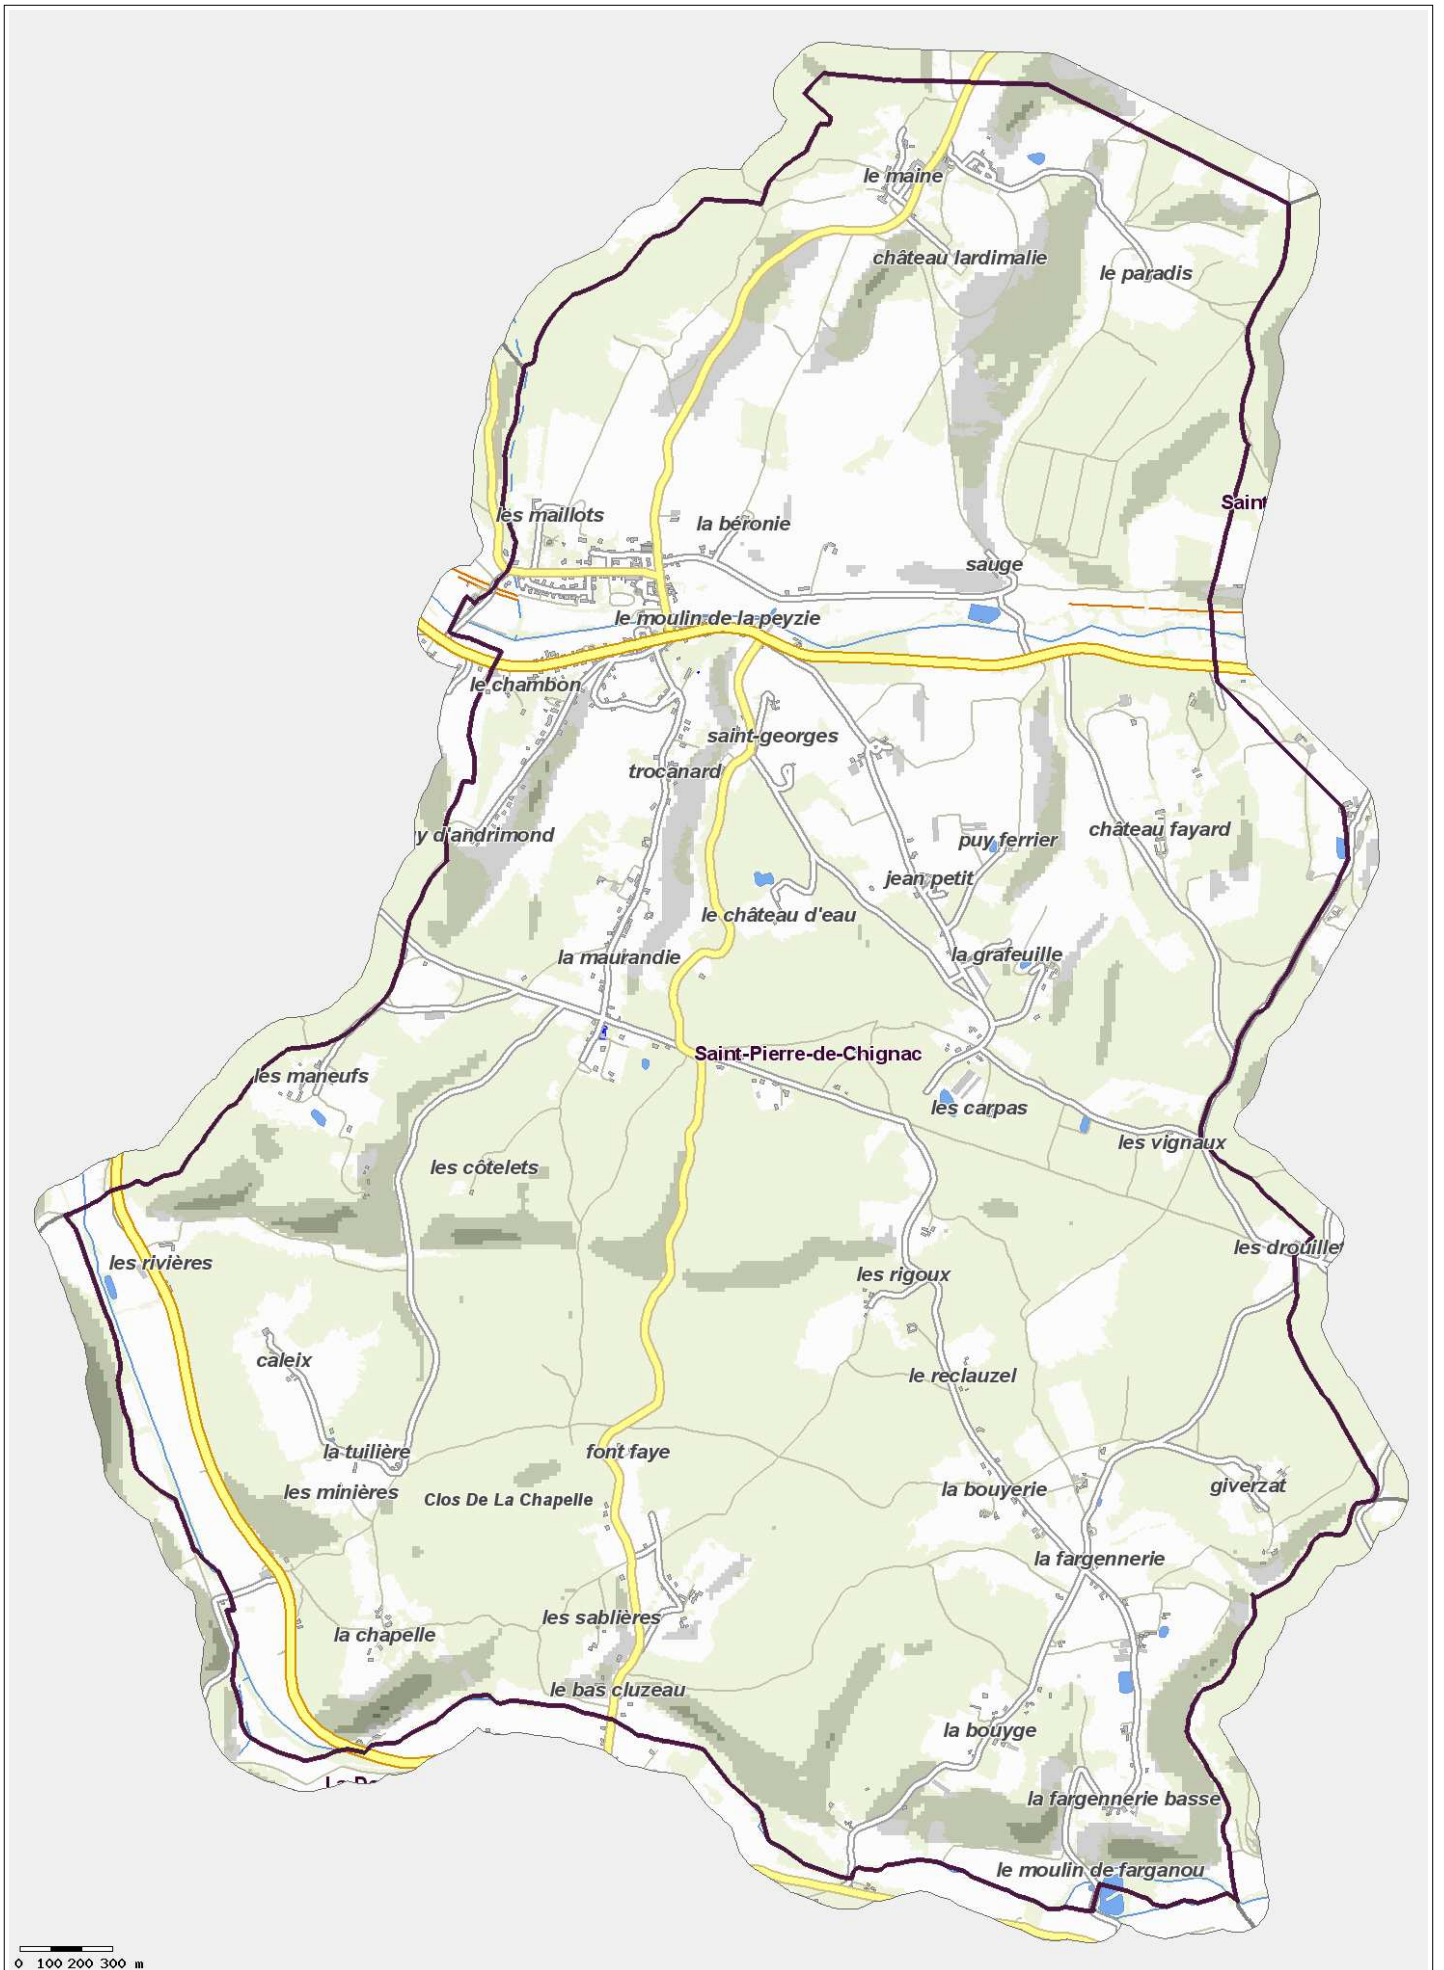 le maine
château lardimalie
le paradis
Saint
les maillots
la béronie
sauge
le moulin de la peyzie
le chambon
saint-georges
trocanard
y d'andrimond
château fayard
puy ferrier
jean petit
le château d'eau
la grafeuille
la maurandie
Saint-Pierre-de-Chignac
les maneufs
les carpas
les vignaux
les côtelets
les drouille
les rivières
les rigoux
caleix
le reclauzel
la tuilière
font faye
les minières
Clos De La Chapelle
la bouyerie
giverzat
la fargennerie
les sablières
la chapelle
le bas cluzeau
la bouyge
La De
la fargennerie basse
le moulin de farganou
0 100 200 300 m